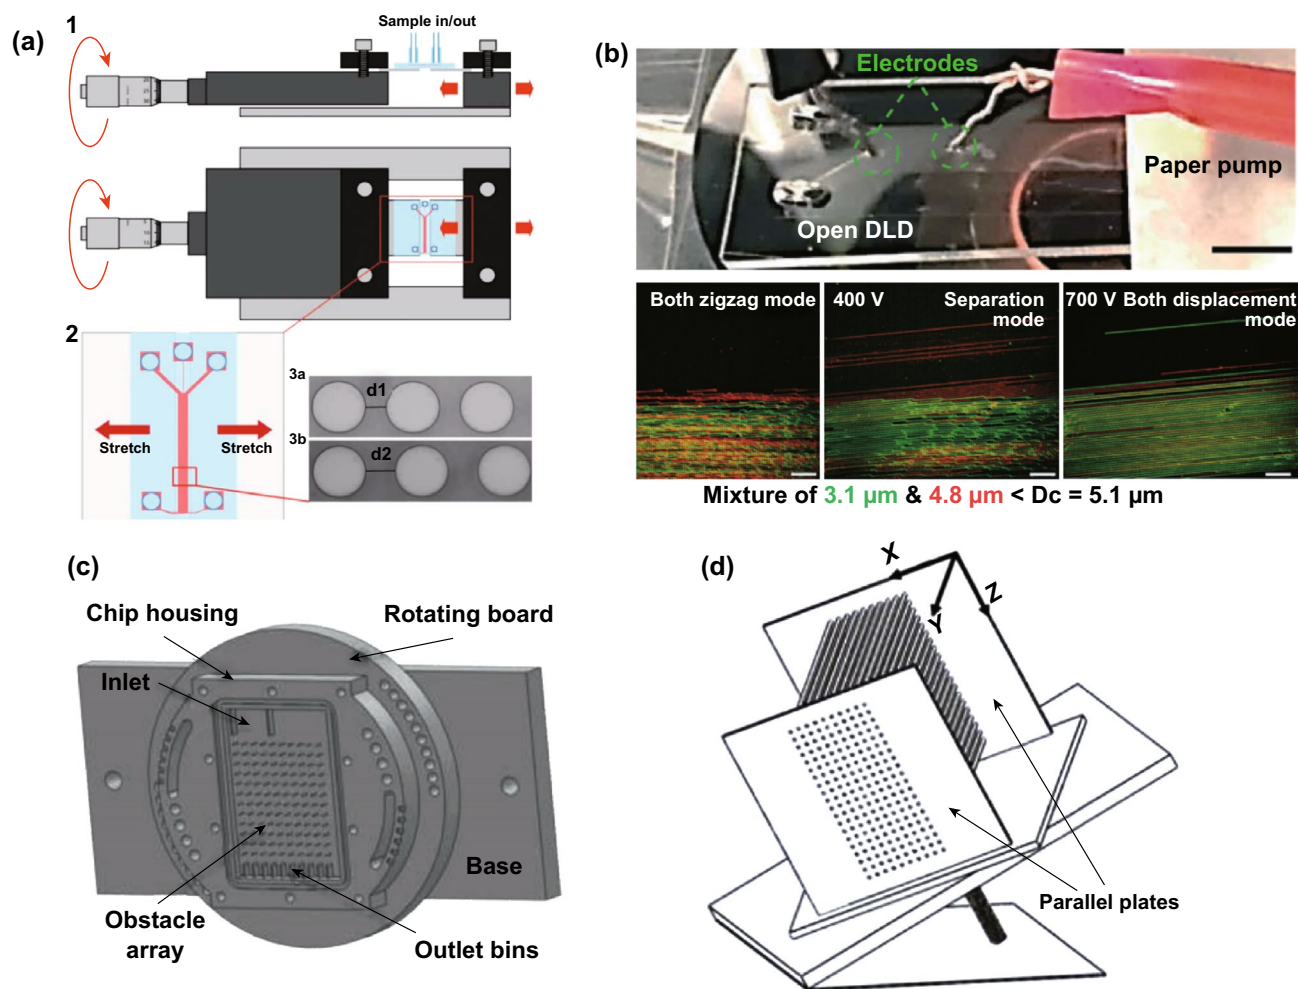 (a)
1
Sample in/out
2
Stretch
Stretch
3a
d1
3b
d2
(b)
Electrodes
Paper pump
Open DLD
Both zigzag mode
400 V
Separation
mode
700 V Both displacement
mode
Mixture of 3.1 µm & 4.8 µm < Dc = 5.1 µm
(c)
Chip housing
Rotating board
Inlet
Base
Obstacle
array
Outlet bins
(d)
X
Y
Z
Parallel plates